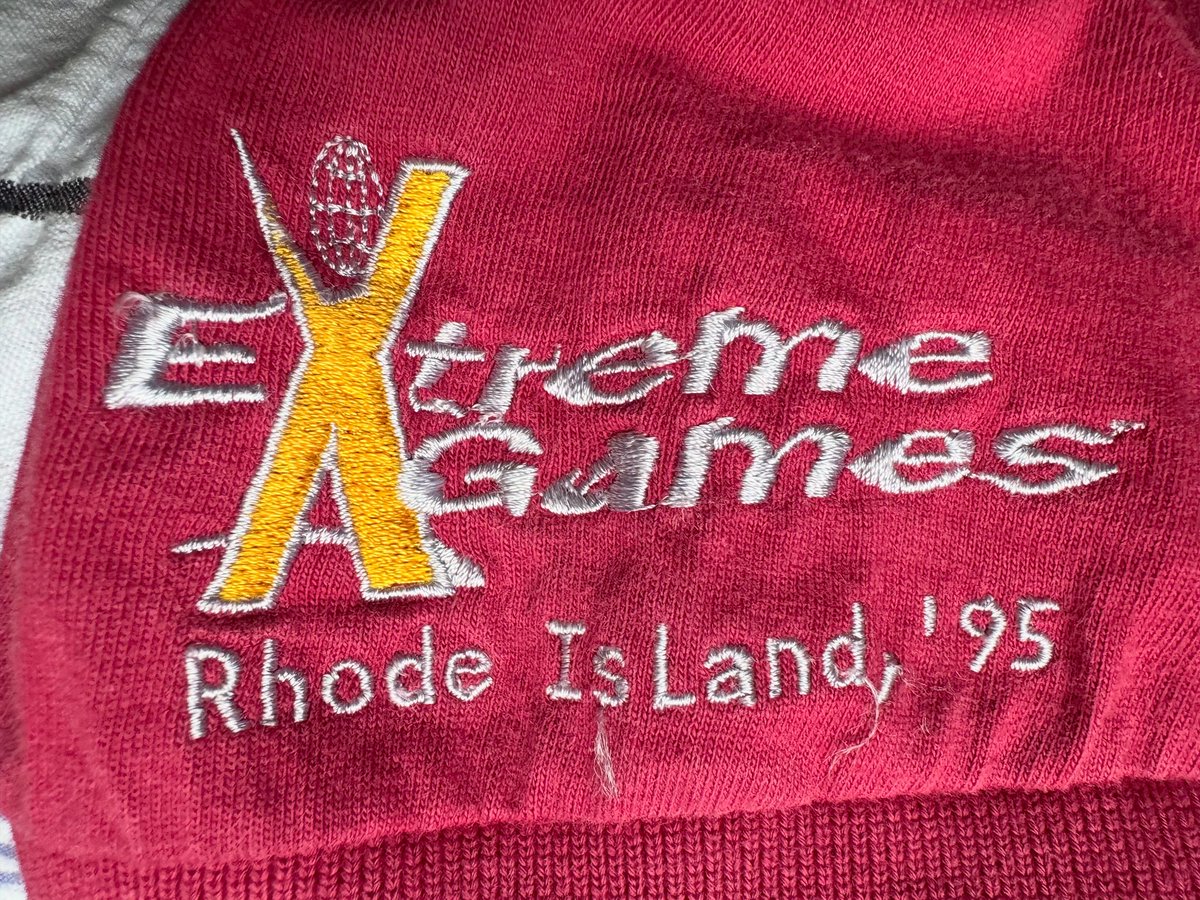 Extreme
Games
Rhode IsLand, '95